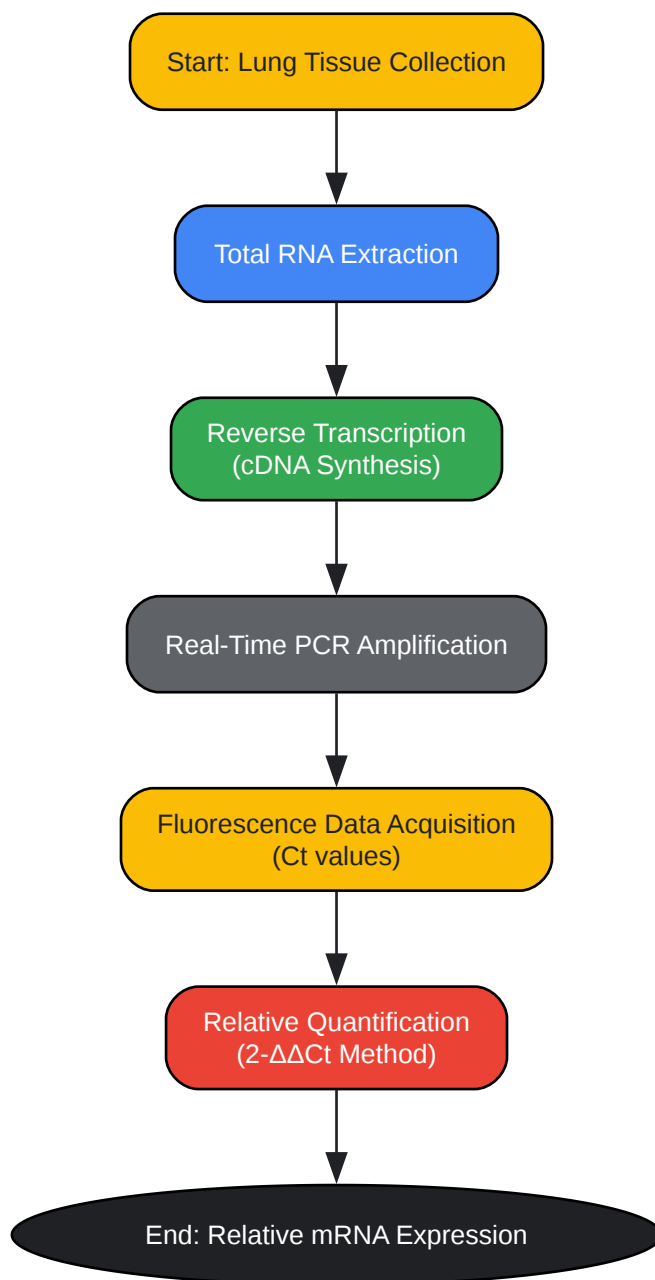 Start: Lung Tissue Collection
Total RNA Extraction
Reverse Transcription
(cDNA Synthesis)
Real-Time PCR Amplification
Fluorescence Data Acquisition
(Ct values)
Relative Quantification
(2-ΔΔCt Method)
End: Relative mRNA Expression